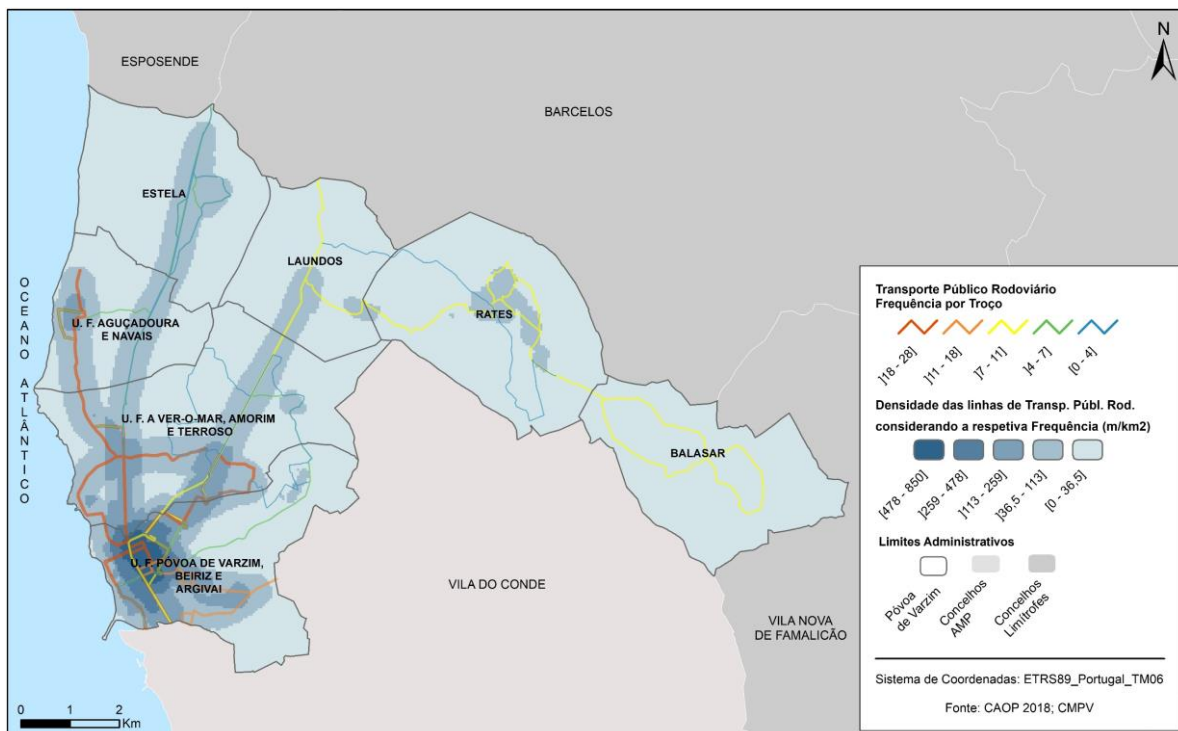 N
ESPOSENDE
BARCELOS
ESTELA
LAUNDOS
RATES
U. F. AGUÇADOURA
E NAVAIS
OCEANO ATLÂNTICO
U. F. A VER-O-MAR, AMORIM
E TERROSO
BALASAR
U. F. PÓVOA DE VARZIM,
BEIRIZ E
ARGIVAI
VILA DO CONDE
VILA NOVA
DE FAMALICÃO
0 1 2
Km
Transporte Público Rodoviário
Frequência por Troço
]18 - 28] ]11 - 18] ]7 - 11] ]4 - 7] [0 - 4]
Densidade das linhas de Transp. Públ. Rod.
considerando a respetiva Frequência (m/km2)
[478 - 850] ]259 - 478] ]113 - 259] ]36,5 - 113] [0 - 36,5]
Limites Administrativos
Póvoa
de Varzim
Concelhos
AMP
Concelhos
Limítrofes
Sistema de Coordenadas: ETRS89_Portugal_TM06
Fonte: CAOP 2018; CMPV